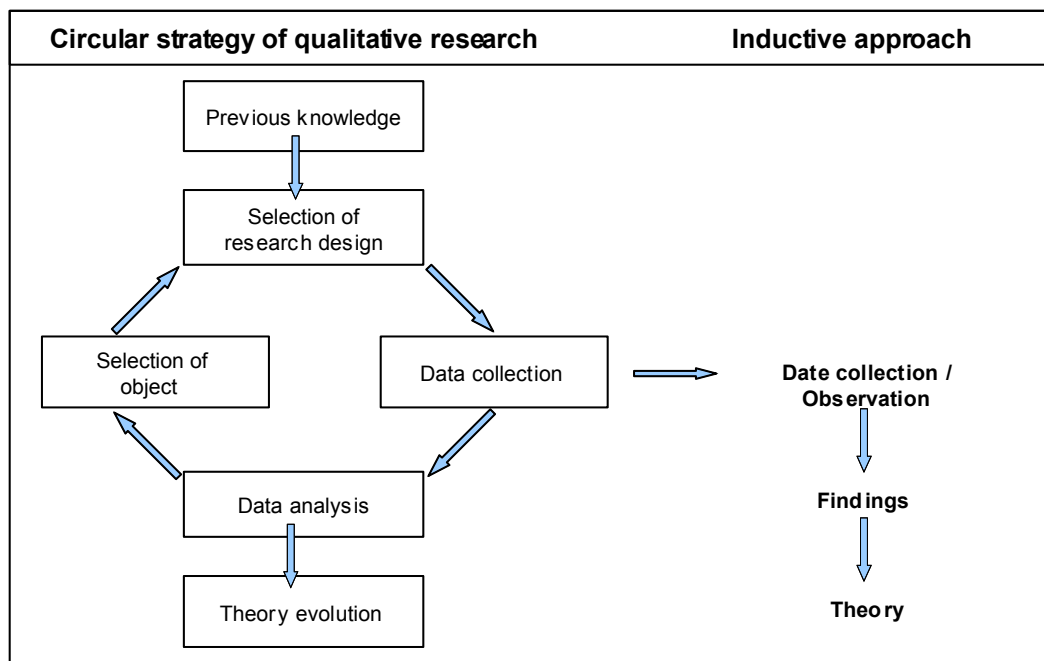 Circular strategy of qualitative research
Inductive approach
Previous knowledge
Selection of
research design
Selection of
object
Data collection
Date collection /
Observation
Data analysis
Findings
Theory evolution
Theory